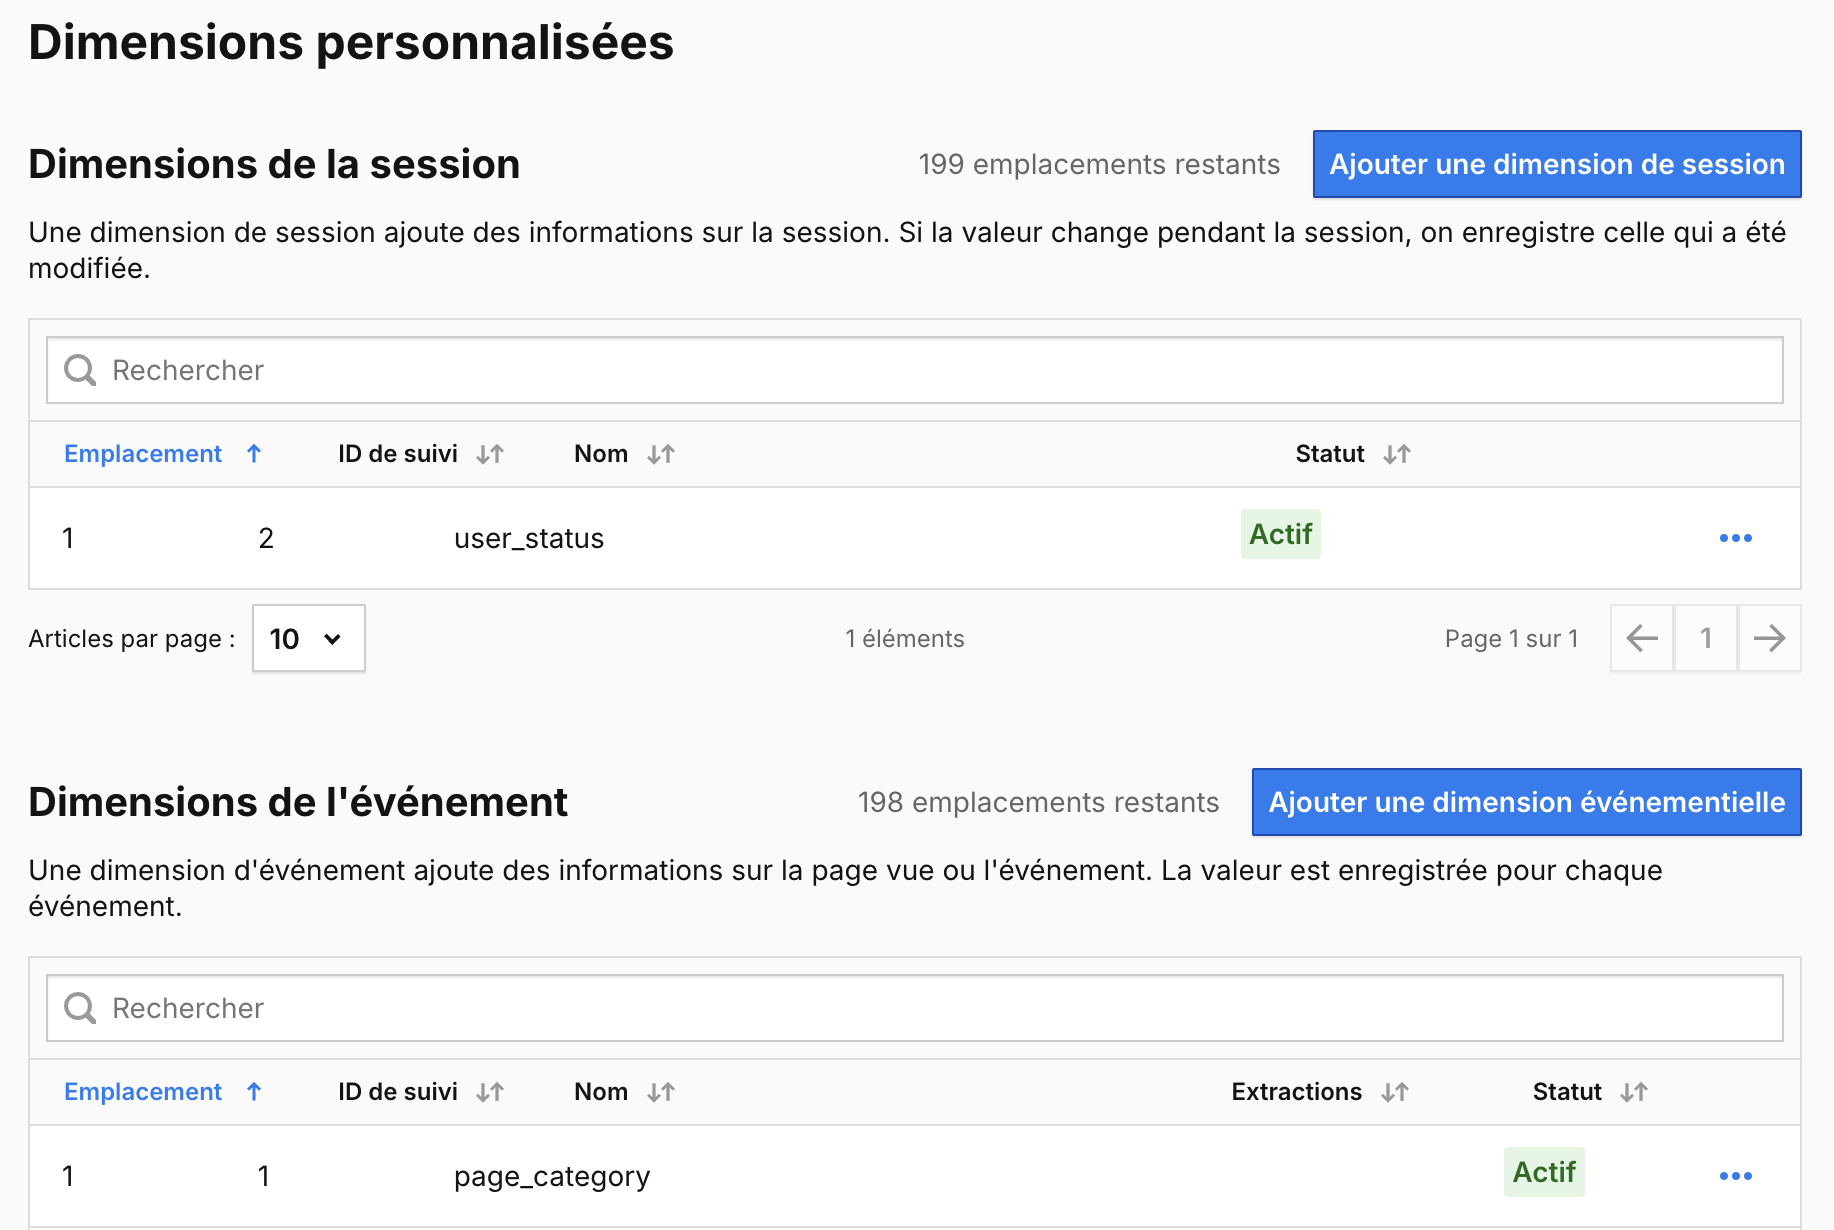 Dimensions personnalisées
Dimensions de la session
199 emplacements restants
Ajouter une dimension de session
Une dimension de session ajoute des informations sur la session. Si la valeur change pendant la session, on enregistre celle qui a été
modifiée.
Rechercher
Emplacement ID de suivi Nom Statut
1 2 user_status Actif
Articles par page : 10 1 éléments Page 1 sur 1 1
Dimensions de l'événement
198 emplacements restants
Ajouter une dimension événementielle
Une dimension d'événement ajoute des informations sur la page vue ou l'événement. La valeur est enregistrée pour chaque
événement.
Rechercher
Emplacement ID de suivi Nom Extractions Statut
1 1 page_category Actif